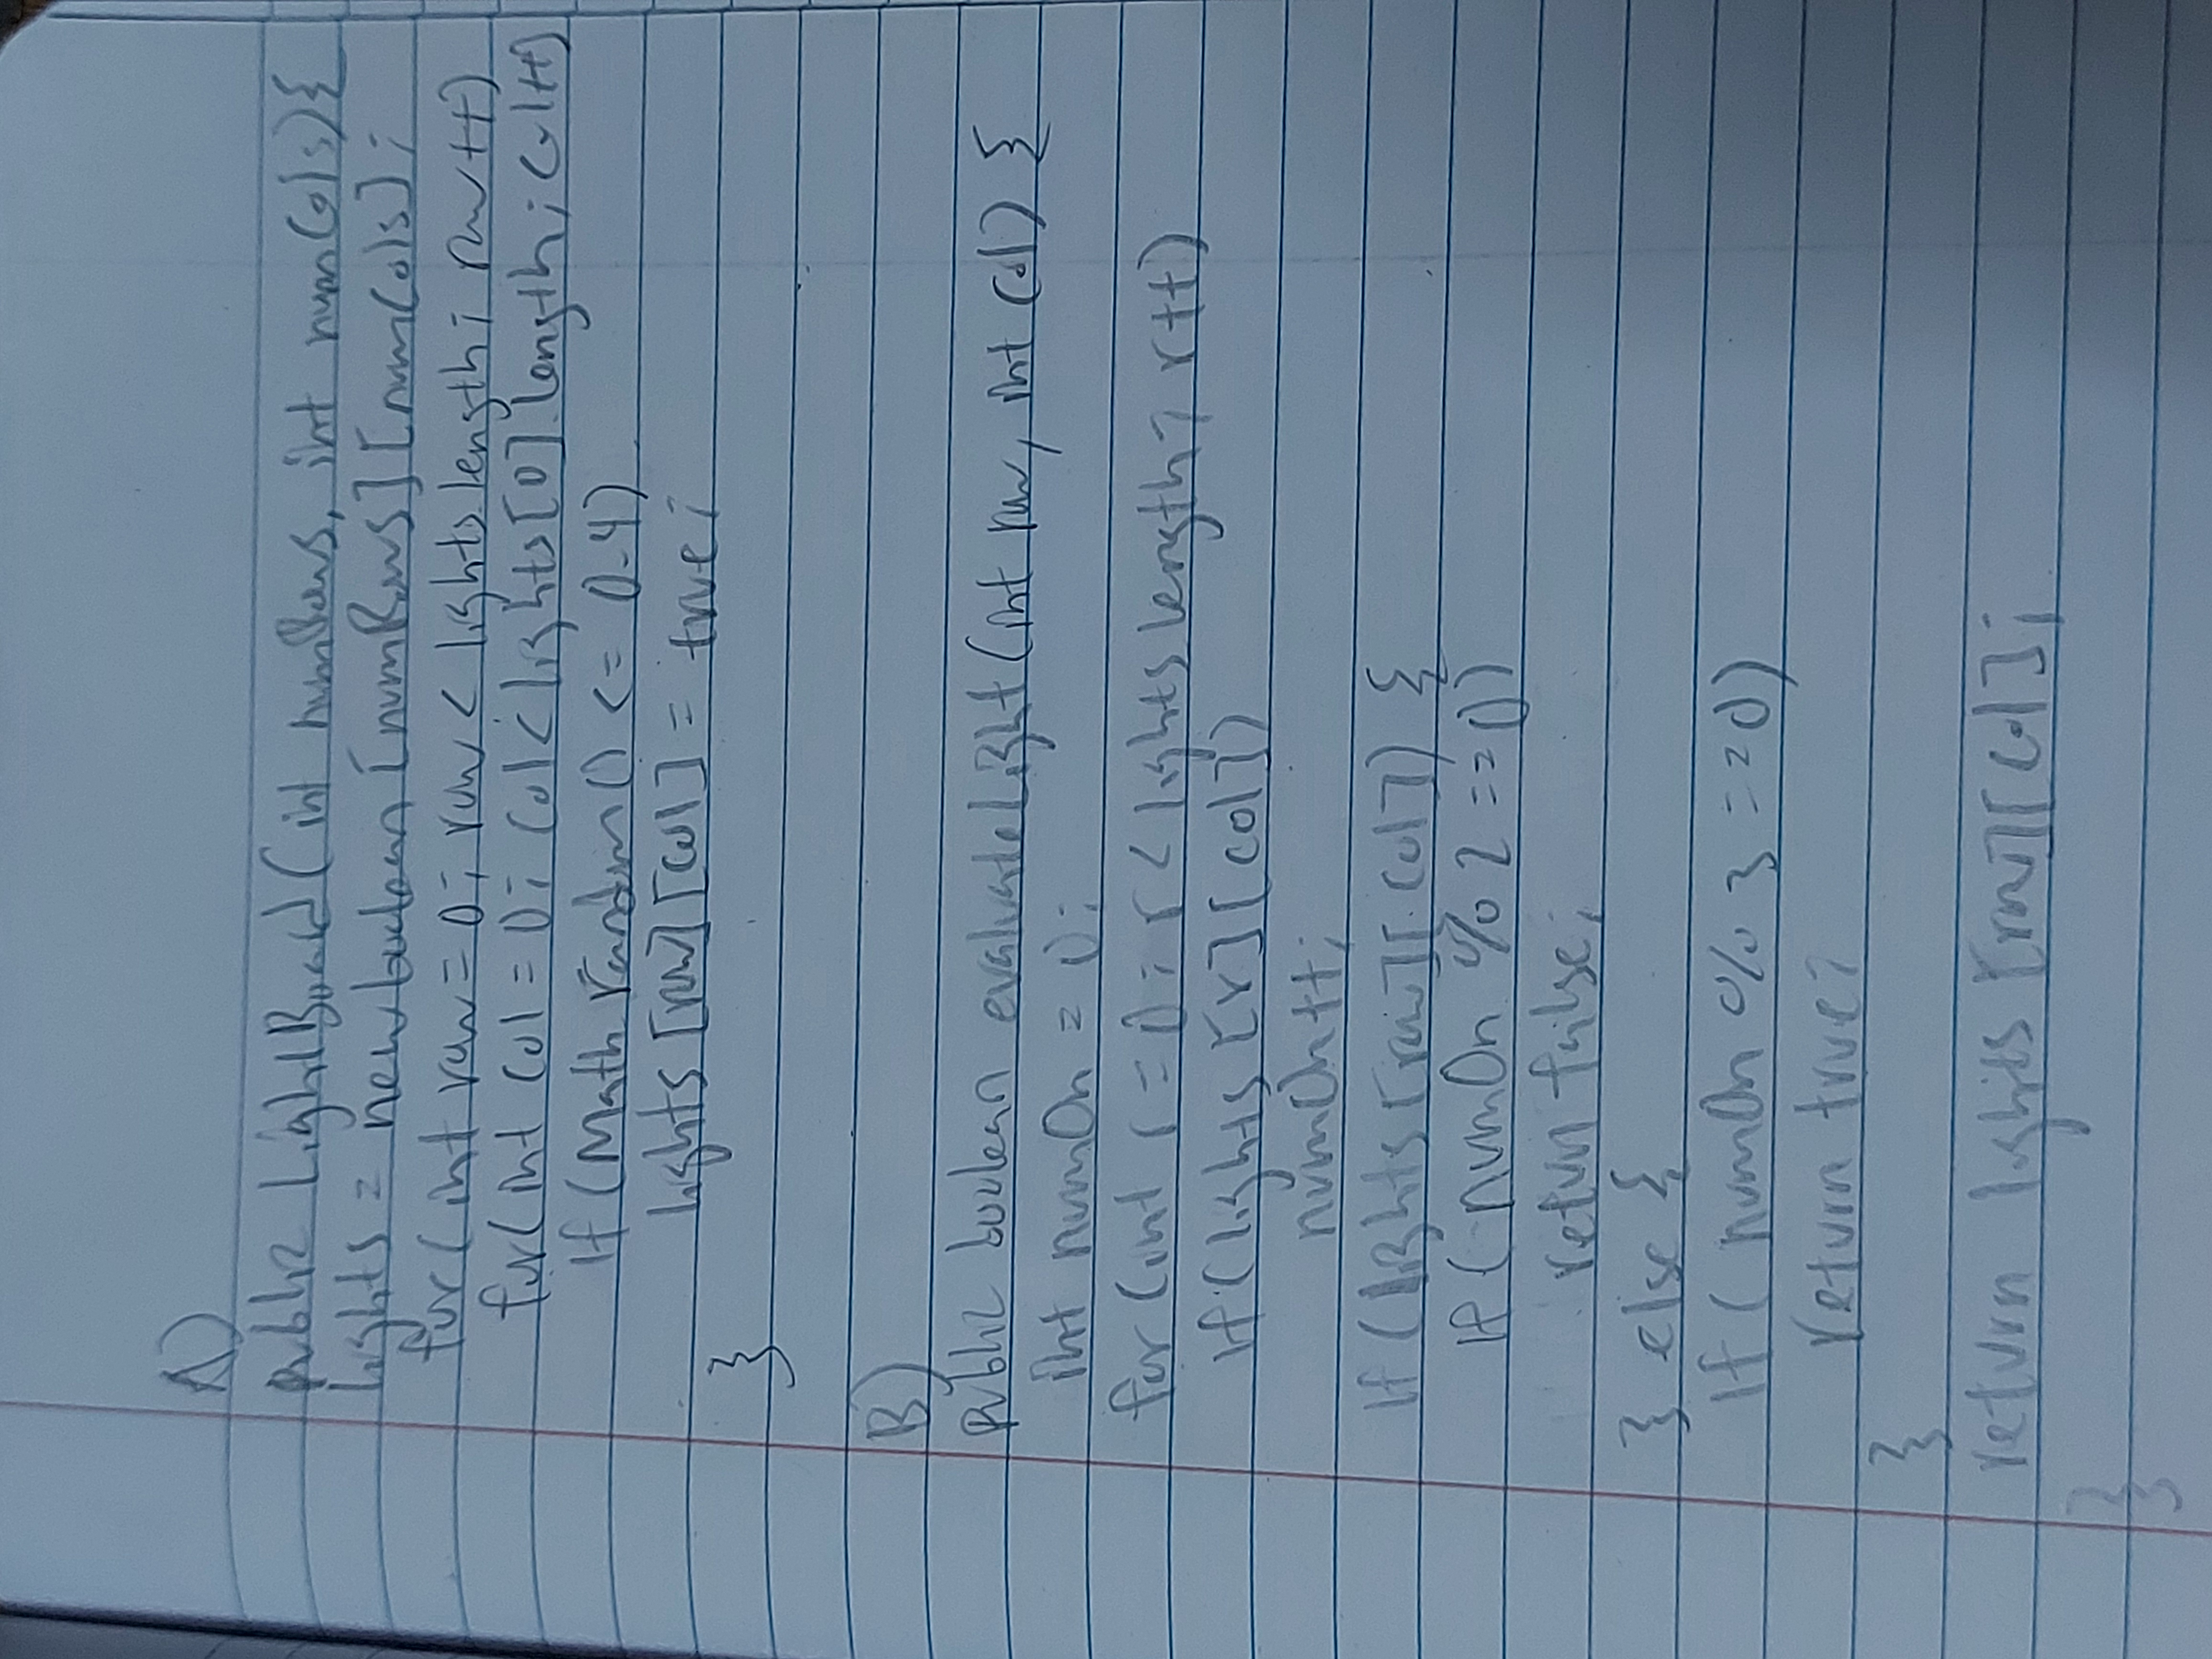 A)
public LightBoard(int numRows, int numCols){
lights = new boolean [numRows][numCols];
for(int row = 0; row < lights.length; row++)
for(int col = 0; col < lights[0].length; col++)
if (Math.random() <= 0.4)
lights [row][col] = true;
}
B)
public boolean evaluateLight(int row, int col) {
int numOn = 0;
for (int r = 0; r < lights.length; r++)
if (lights [r][col])
numOn++;
if (lights [row][col]) {
if (numOn % 2 == 0)
return false;
} else {
if ( numOn % 3 == 0)
return true;
}
return lights [row][col];
}